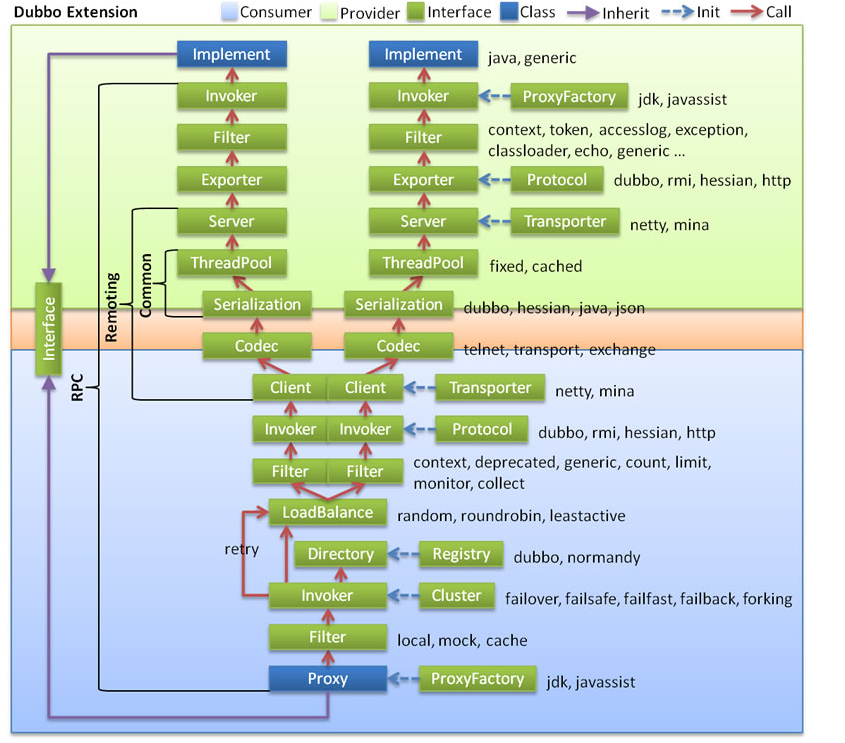 Dubbo Extension
Consumer
Provider
Interface
Class
Inherit
Init
Call
Implement
Implement
java, generic
Invoker
Invoker
ProxyFactory
jdk, javassist
Filter
Filter
context, token, accesslog, exception,
classloader, echo, generic ...
Exporter
Exporter
Protocol
dubbo, rmi, hessian, http
Server
Server
Transporter
netty, mina
ThreadPool
ThreadPool
fixed, cached
Common
Remoting
RPC
Interface
Serialization
Serialization
dubbo, hessian, java, json
Codec
Codec
telnet, transport, exchange
Client
Client
Transporter
netty, mina
Invoker
Invoker
Protocol
dubbo, rmi, hessian, http
Filter
Filter
context, deprecated, generic, count, limit,
monitor, collect
LoadBalance
random, roundrobin, leastactive
retry
Directory
Registry
dubbo, normandy
Invoker
Cluster
failover, failsafe, failfast, failback, forking
Filter
local, mock, cache
Proxy
ProxyFactory
jdk, javassist